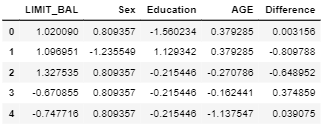 LIMIT_BAL Sex Education AGE Difference
0 1.020090 0.809357 -1.560234 0.379285 0.003156
1 1.096951 -1.235549 1.129342 0.379285 -0.809788
2 1.327535 0.809357 -0.215446 -0.270786 -0.648952
3 -0.670855 0.809357 -0.215446 -0.162441 0.374859
4 -0.747716 0.809357 -0.215446 -1.137547 0.039075